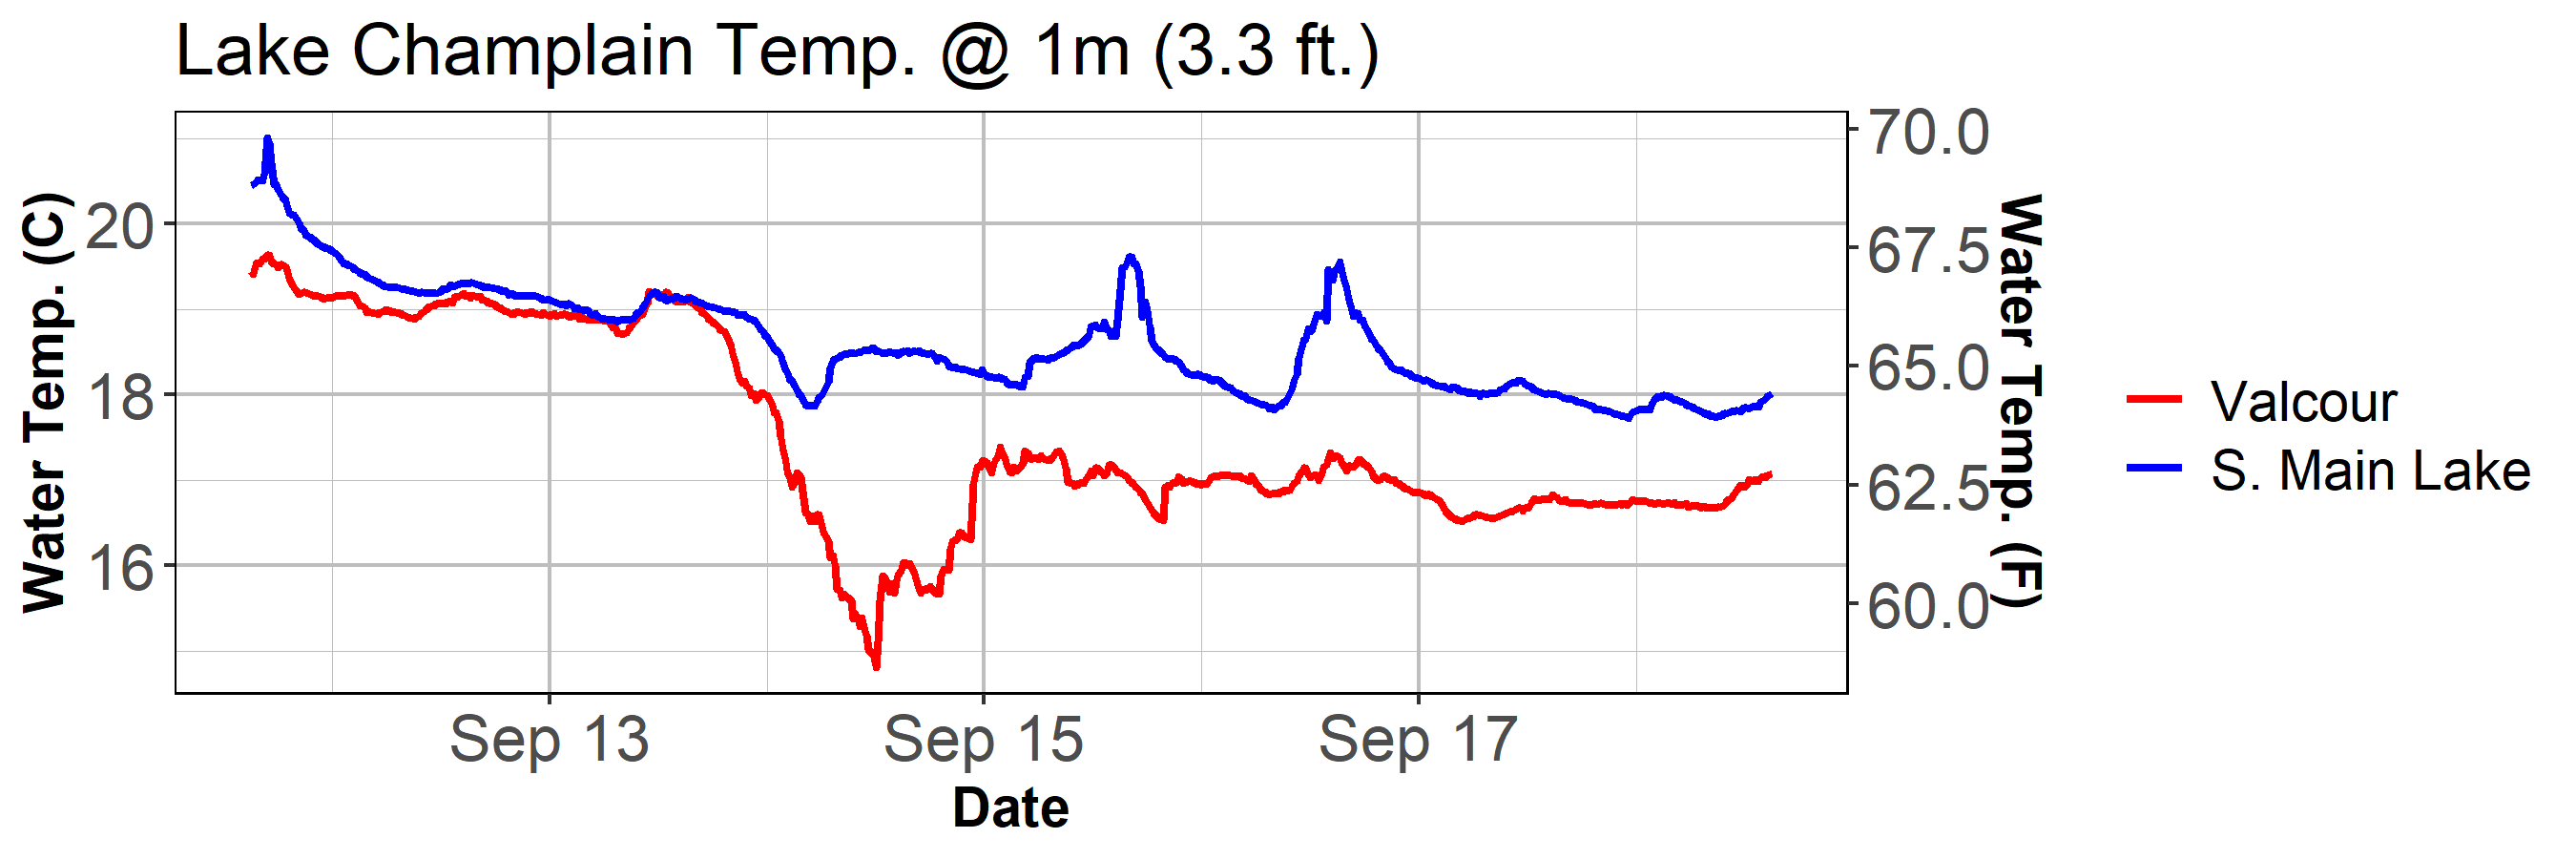 Lake Champlain Temp. @ 1m (3.3 ft.)
Water Temp. (C)
20
18
16
70.0
67.5
65.0
62.5
60.0
Water Temp. (F)
Sep 13
Sep 15
Sep 17
Date
Valcour
S. Main Lake